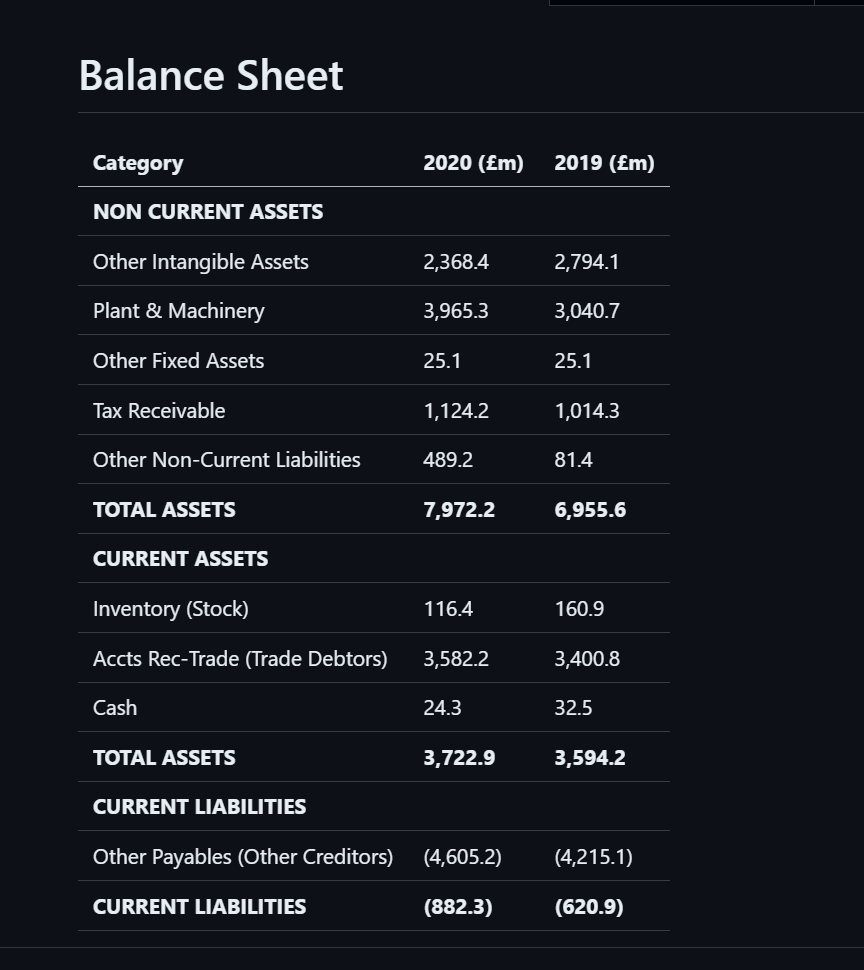 Balance Sheet
Category 2020 (£m) 2019 (£m)
NON CURRENT ASSETS
Other Intangible Assets 2,368.4 2,794.1
Plant & Machinery 3,965.3 3,040.7
Other Fixed Assets 25.1 25.1
Tax Receivable 1,124.2 1,014.3
Other Non-Current Liabilities 489.2 81.4
TOTAL ASSETS 7,972.2 6,955.6
CURRENT ASSETS
Inventory (Stock) 116.4 160.9
Accts Rec-Trade (Trade Debtors) 3,582.2 3,400.8
Cash 24.3 32.5
TOTAL ASSETS 3,722.9 3,594.2
CURRENT LIABILITIES
Other Payables (Other Creditors) (4,605.2) (4,215.1)
CURRENT LIABILITIES (882.3) (620.9)